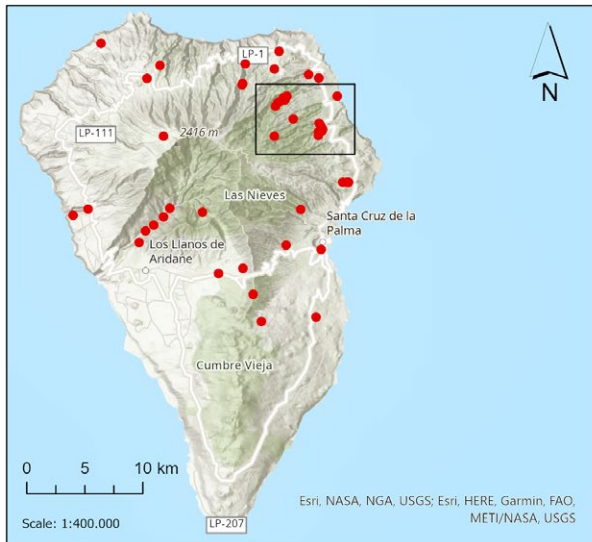 LP-1
N
LP-111
2416 m
Las Nieves
Santa Cruz de la
Palma
Los Llanos de
Aridane
Cumbre Vieja
0 5 10 km
Esri, NASA, NGA, USGS; Esri, HERE, Garmin, FAO,
METI/NASA, USGS
Scale: 1:400.000
LP-207